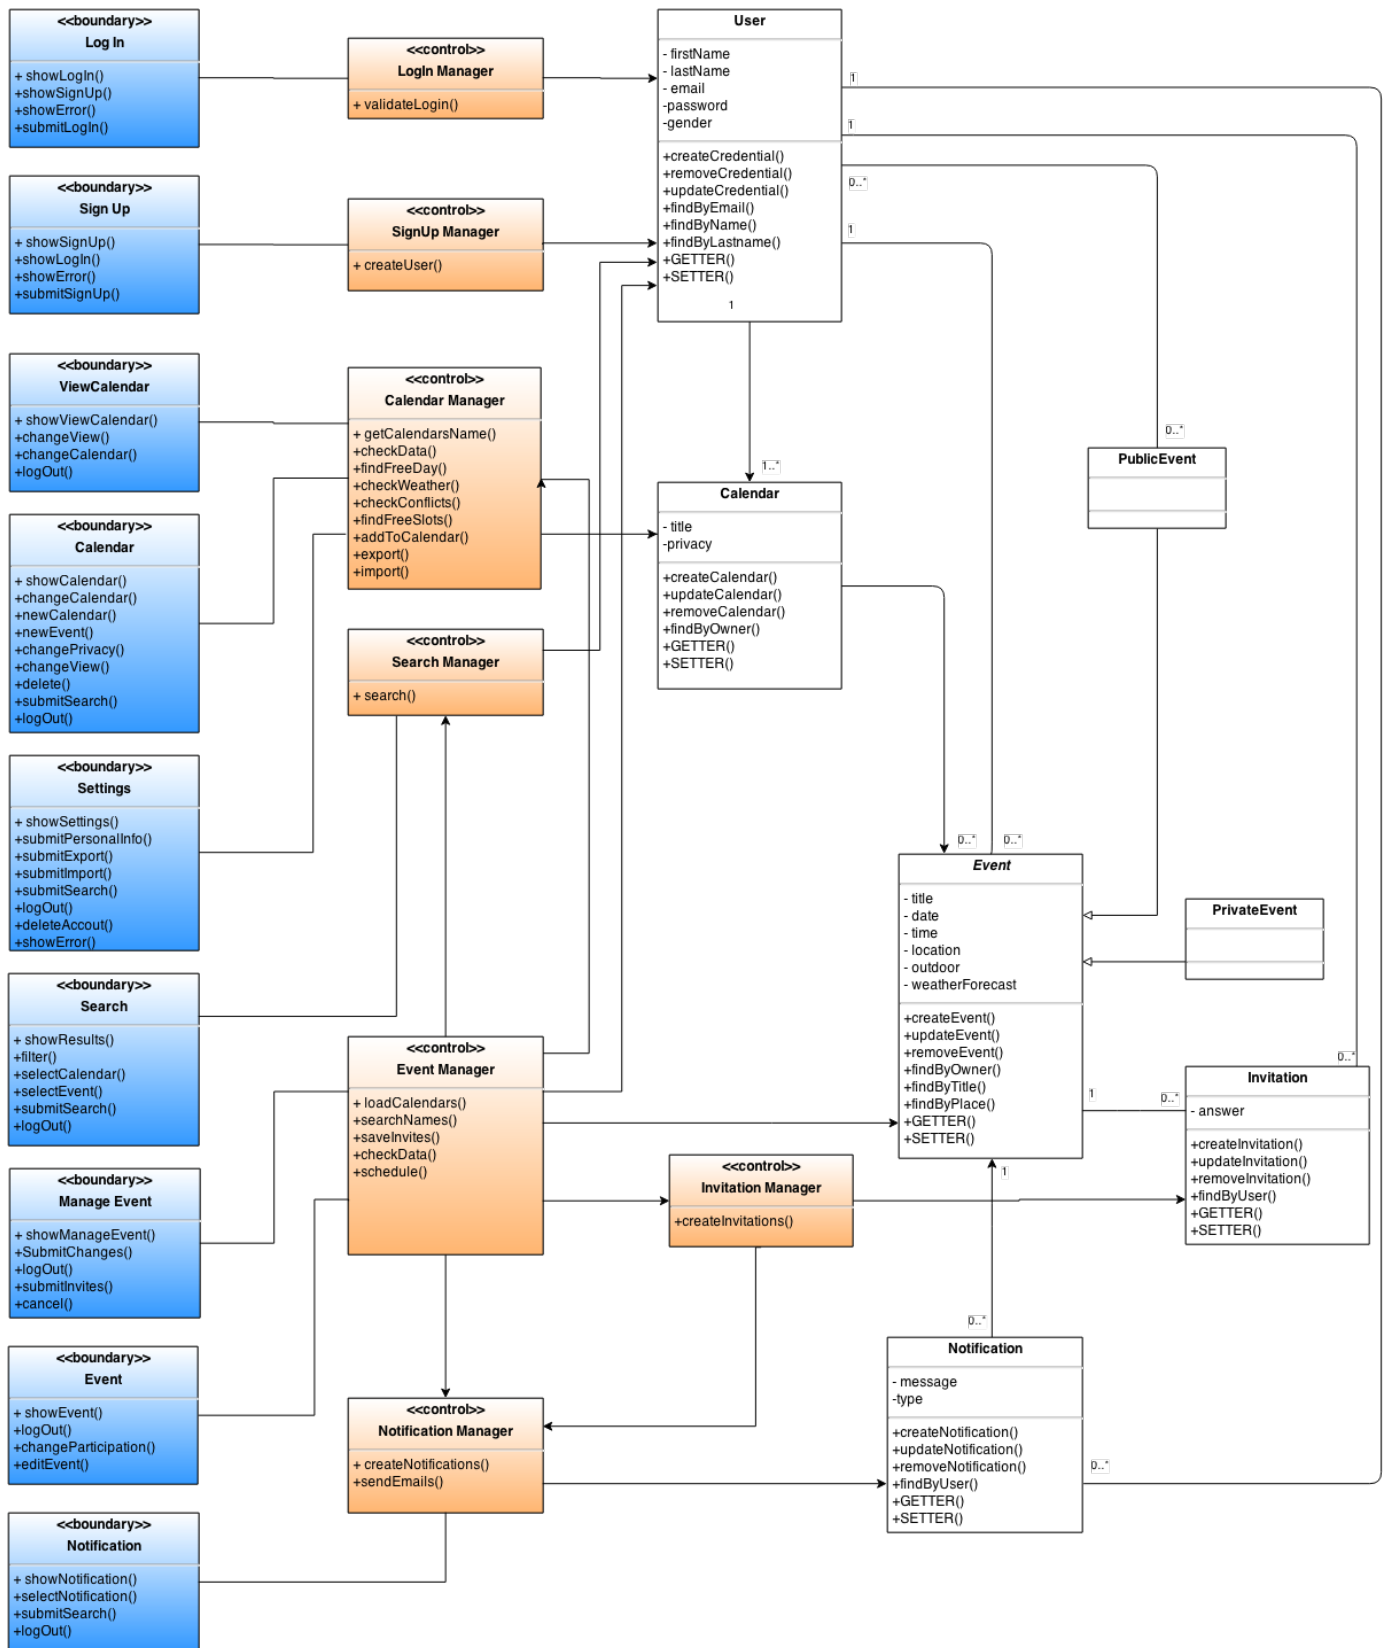 <<boundary>>
Log In
+ showLogIn()
+showSignUp()
+showError()
+submitLogIn()
<<control>>
LogIn Manager
+ validateLogin()
User
- firstName
- lastName
- email
-password
-gender
+createCredential()
+removeCredential()
+updateCredential()
+findByEmail()
+findByName()
+findByLastname()
+GETTER()
+SETTER()
1
1
1
0..*
1
<<boundary>>
Sign Up
+ showSignUp()
+showLogIn()
+showError()
+submitSignUp()
<<control>>
SignUp Manager
+ createUser()
<<boundary>>
ViewCalendar
+ showViewCalendar()
+changeView()
+changeCalendar()
+logOut()
<<control>>
Calendar Manager
+ getCalendarsName()
+checkData()
+findFreeDay()
+checkWeather()
+checkConflicts()
+findFreeSlots()
+addToCalendar()
+export()
+import()
1..*
Calendar
- title
-privacy
+createCalendar()
+updateCalendar()
+removeCalendar()
+findByOwner()
+GETTER()
+SETTER()
0..*
PublicEvent
<<boundary>>
Calendar
+ showCalendar()
+changeCalendar()
+newCalendar()
+newEvent()
+changePrivacy()
+changeView()
+delete()
+submitSearch()
+logOut()
<<control>>
Search Manager
+ search()
<<boundary>>
Settings
+ showSettings()
+submitPersonalInfo()
+submitExport()
+submitImport()
+submitSearch()
+logOut()
+deleteAccout()
+showError()
0..*
0..*
Event
- title
- date
- time
- location
- outdoor
- weatherForecast
+createEvent()
+updateEvent()
+removeEvent()
+findByOwner()
+findByTitle()
+findByPlace()
+GETTER()
+SETTER()
PrivateEvent
<<boundary>>
Search
+ showResults()
+filter()
+selectCalendar()
+selectEvent()
+submitSearch()
+logOut()
<<control>>
Event Manager
+ loadCalendars()
+searchNames()
+saveInvites()
+checkData()
+schedule()
0..*
1
0..*
Invitation
- answer
+createInvitation()
+updateInvitation()
+removeInvitation()
+findByUser()
+GETTER()
+SETTER()
<<boundary>>
Manage Event
+ showManageEvent()
+SubmitChanges()
+logOut()
+submitInvites()
+cancel()
<<control>>
Invitation Manager
+createInvitations()
1
0..*
<<boundary>>
Event
+ showEvent()
+logOut()
+changeParticipation()
+editEvent()
<<control>>
Notification Manager
+ createNotifications()
+sendEmails()
Notification
- message
-type
+createNotification()
+updateNotification()
+removeNotification()
+findByUser()
+GETTER()
+SETTER()
0..*
<<boundary>>
Notification
+ showNotification()
+selectNotification()
+submitSearch()
+logOut()